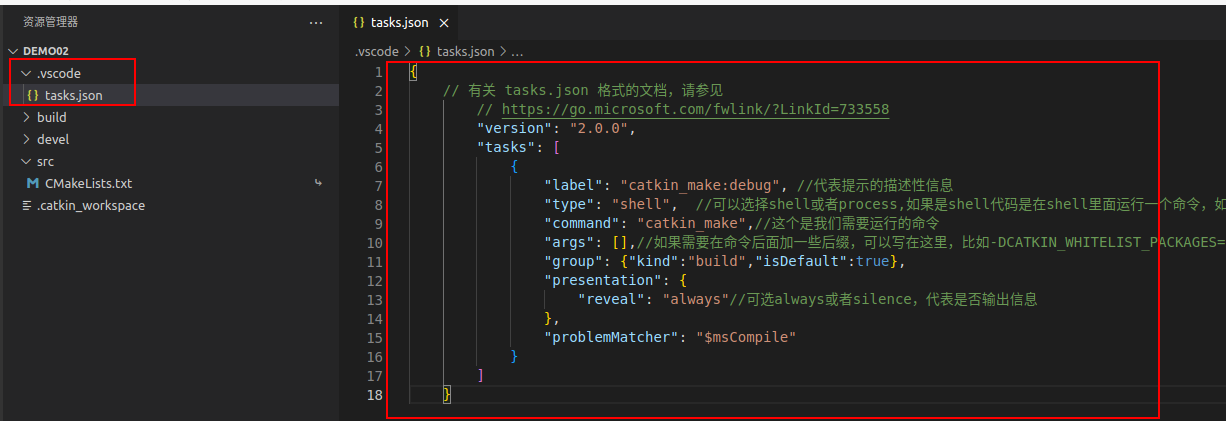 资源管理器
···
DEMO02
.vscode
{} tasks.json
build
devel
src
CMakeLists.txt
.catkin_workspace
{} tasks.json ×
.vscode > {} tasks.json > ...
1 {
2 // 有关 tasks.json 格式的文档，请参见
3 // https://go.microsoft.com/fwlink/?LinkId=733558
4 "version": "2.0.0",
5 "tasks": [
6 {
7 "label": "catkin_make:debug", //代表提示的描述性信息
8 "type": "shell",  //可以选择shell或者process,如果是shell代码是在shell里面运行一个命令，如
9 "command": "catkin_make",//这个是我们需要运行的命令
10 "args": [],//如果需要在命令后面加一些后缀，可以写在这里，比如-DCATKIN_WHITELIST_PACKAGES=
11 "group": {"kind":"build","isDefault":true},
12 "presentation": {
13 "reveal": "always"//可选always或者silence，代表是否输出信息
14 },
15 "problemMatcher": "$msCompile"
16 }
17 ]
18 }